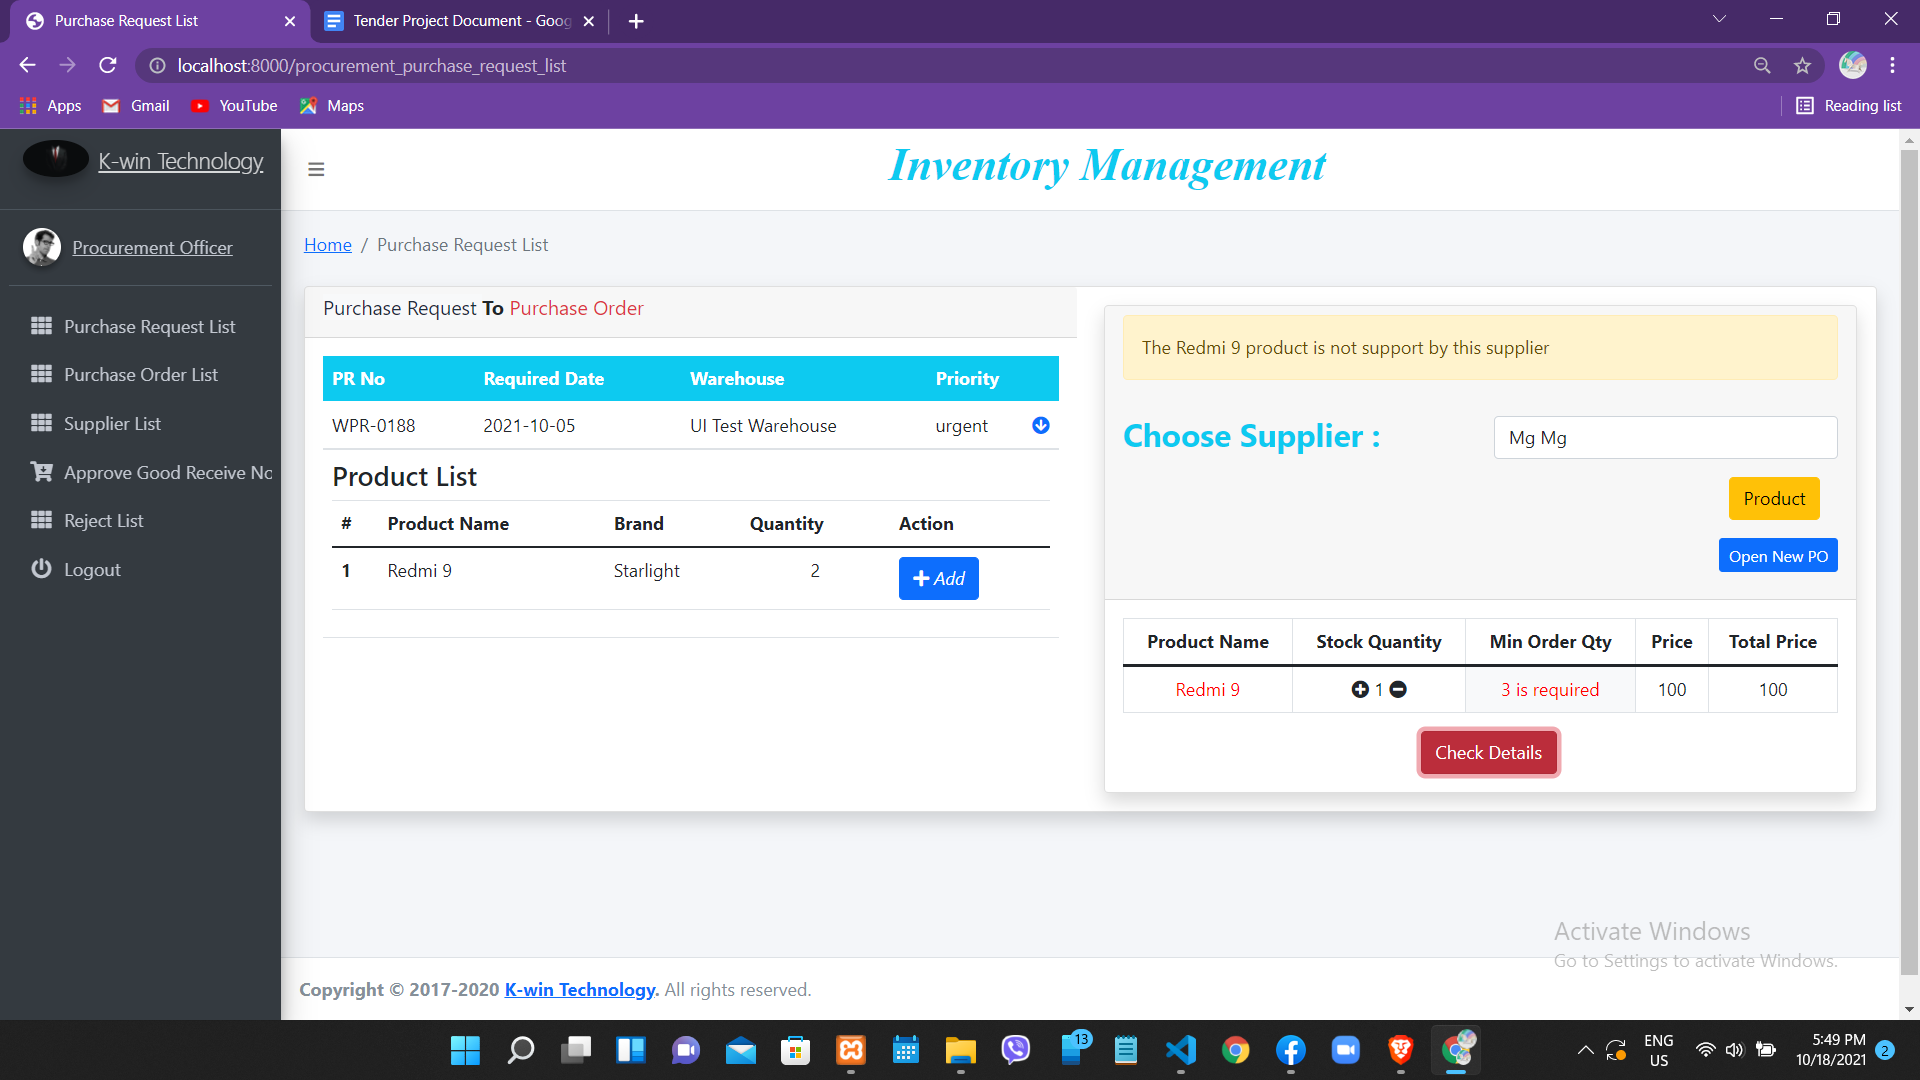 Purchase Request List
Tender Project Document - Goog
localhost:8000/procurement_purchase_request_list
Apps
Gmail
YouTube
Maps
Reading list
K-win Technology
Inventory Management
Procurement Officer
Home / Purchase Request List
Purchase Request List
Purchase Order List
Supplier List
Approve Good Receive No
Reject List
Logout
Purchase Request To Purchase Order
PR No Required Date Warehouse Priority
WPR-0188 2021-10-05 UI Test Warehouse urgent
Product List
# Product Name Brand Quantity Action
1 Redmi 9 Starlight 2 Add
The Redmi 9 product is not support by this supplier
Choose Supplier : Mg Mg
Product
Open New PO
Product Name Stock Quantity Min Order Qty Price Total Price
Redmi 9 1 3 is required 100 100
Check Details
Activate Windows
Go to Settings to activate Windows.
Copyright © 2017-2020 K-win Technology. All rights reserved.
13
ENG
US
5:49 PM
10/18/2021
2